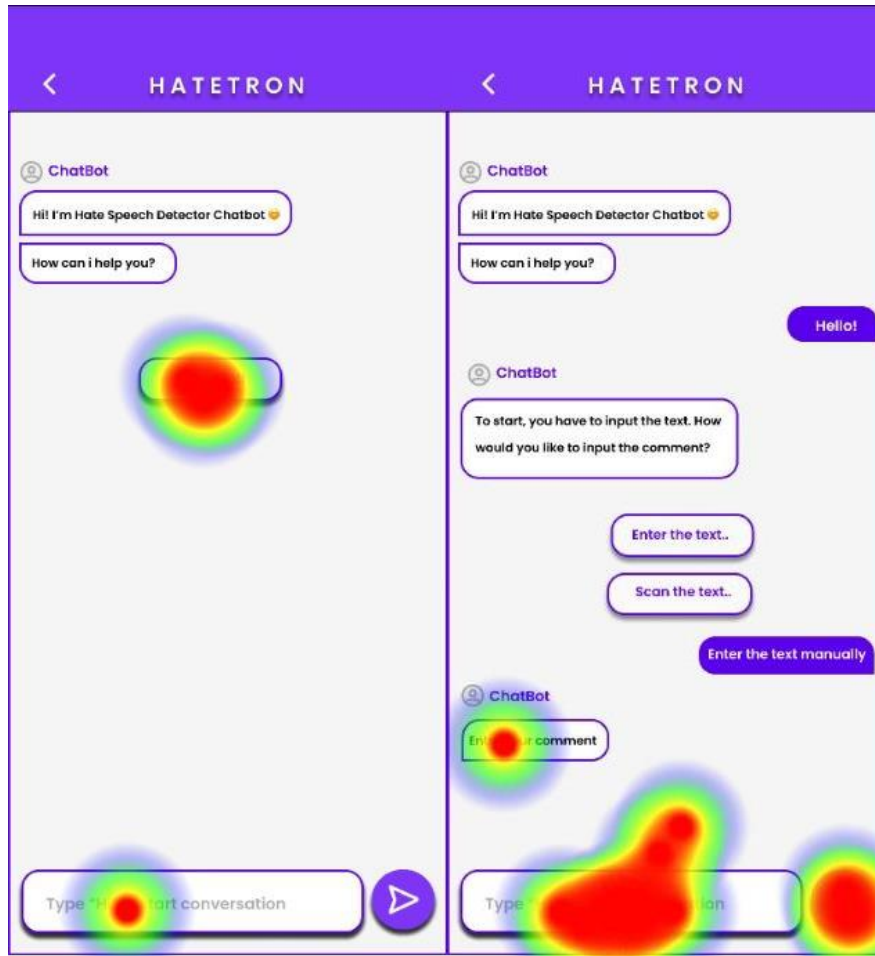 HATETRON
ChatBot
Hi! I'm Hate Speech Detector Chatbot 😊
How can i help you?
Type art conversation
HATETRON
ChatBot
Hi! I'm Hate Speech Detector Chatbot 😊
How can i help you?
Hello!
ChatBot
To start, you have to input the text. How
would you like to input the comment?
Enter the text..
Scan the text..
Enter the text manually
ChatBot
comment
Type